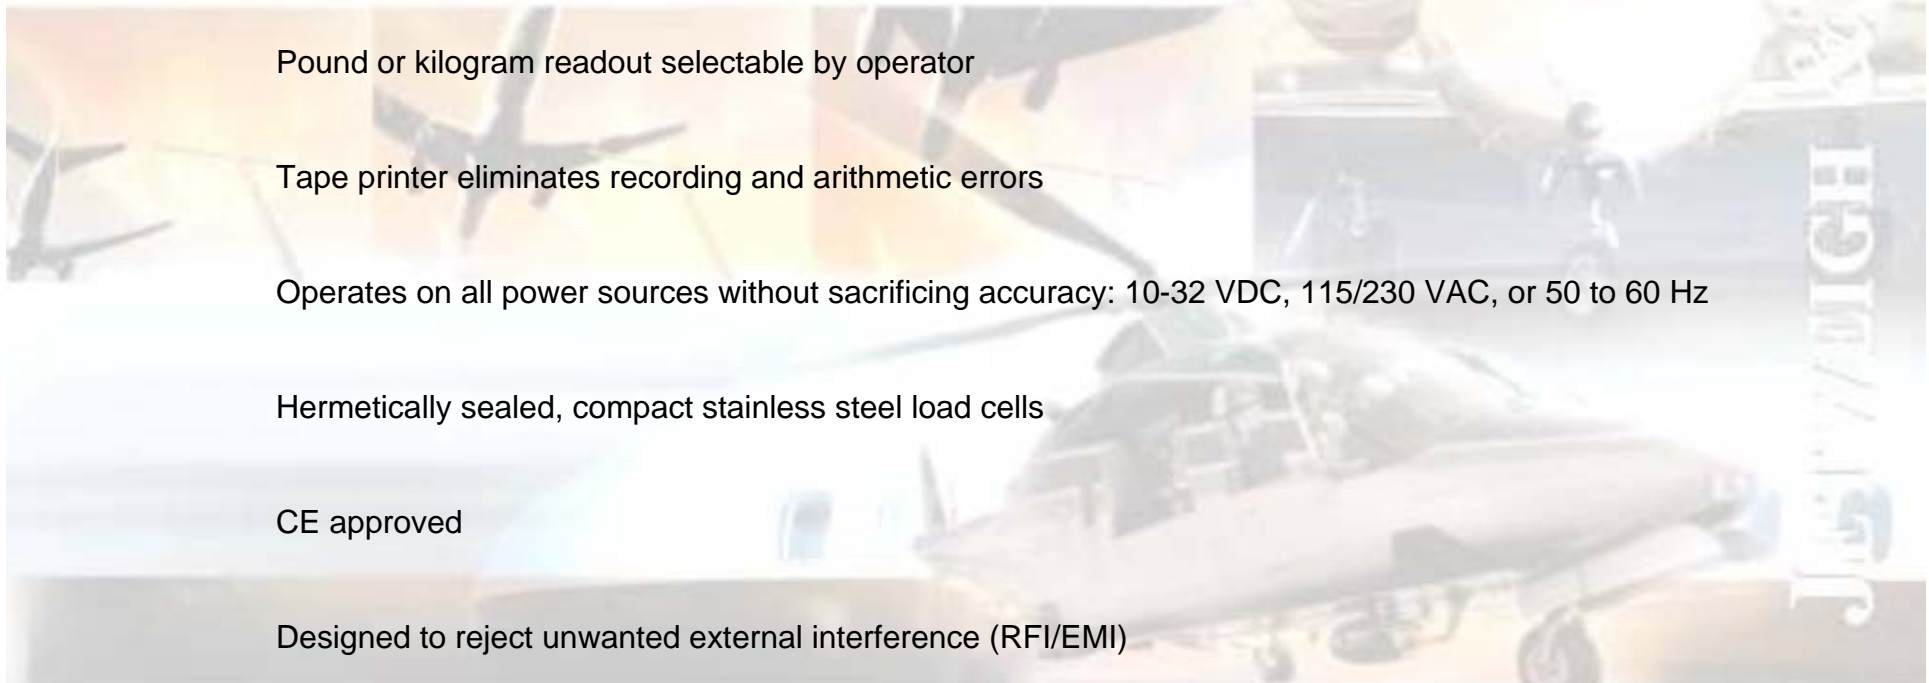 Pound or kilogram readout selectable by operator
Tape printer eliminates recording and arithmetic errors
Operates on all power sources without sacrificing accuracy: 10-32 VDC, 115/230 VAC, or 50 to 60 Hz
Hermetically sealed, compact stainless steel load cells
CE approved
Designed to reject unwanted external interference (RFI/EMI)